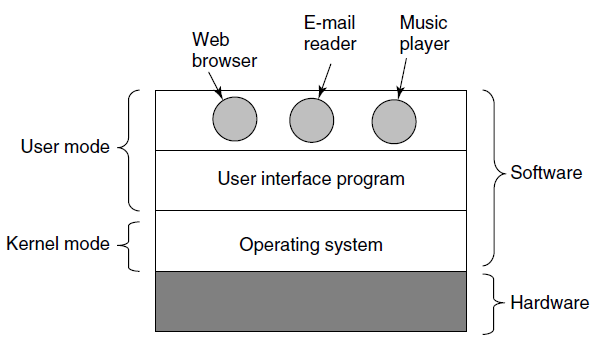 Web
browser
E-mail
reader
Music
player
User mode
User interface program
Software
Kernel mode
Operating system
Hardware